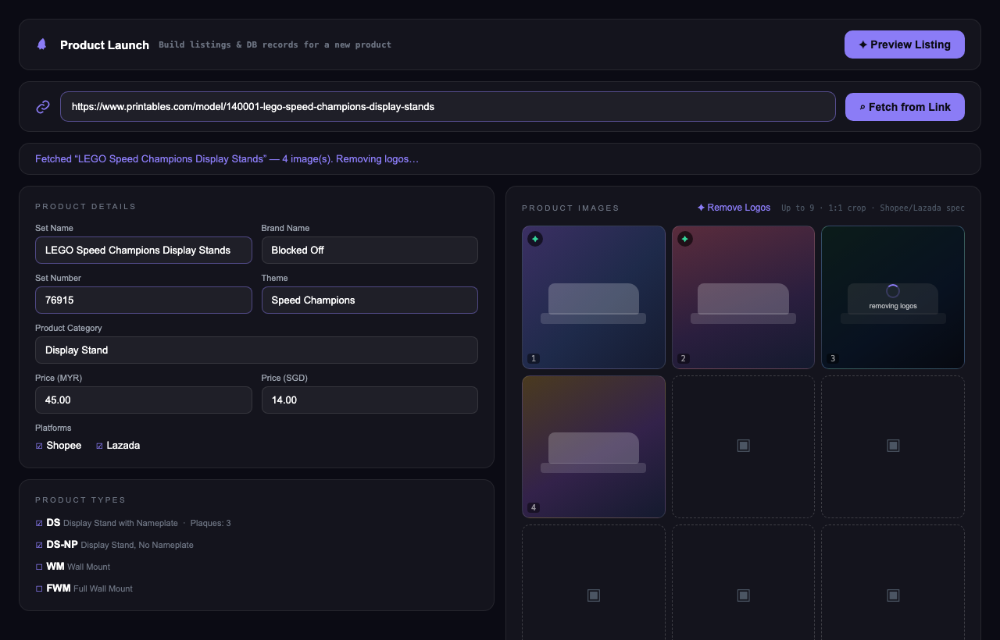 Product Launch Build listings & DB records for a new product
✦ Preview Listing
https://www.printables.com/model/140001-lego-speed-champions-display-stands
⌕ Fetch from Link
Fetched “LEGO Speed Champions Display Stands” — 4 image(s). Removing logos…
PRODUCT DETAILS
Set Name
LEGO Speed Champions Display Stands
Brand Name
Blocked Off
Set Number
76915
Theme
Speed Champions
Product Category
Display Stand
Price (MYR)
45.00
Price (SGD)
14.00
Platforms
☑ Shopee ☑ Lazada
PRODUCT TYPES
☑ DS Display Stand with Nameplate · Plaques: 3
☑ DS-NP Display Stand, No Nameplate
☐ WM Wall Mount
☐ FWM Full Wall Mount
PRODUCT IMAGES
✦ Remove Logos
Up to 9 · 1:1 crop · Shopee/Lazada spec
1
2
removing logos
3
4